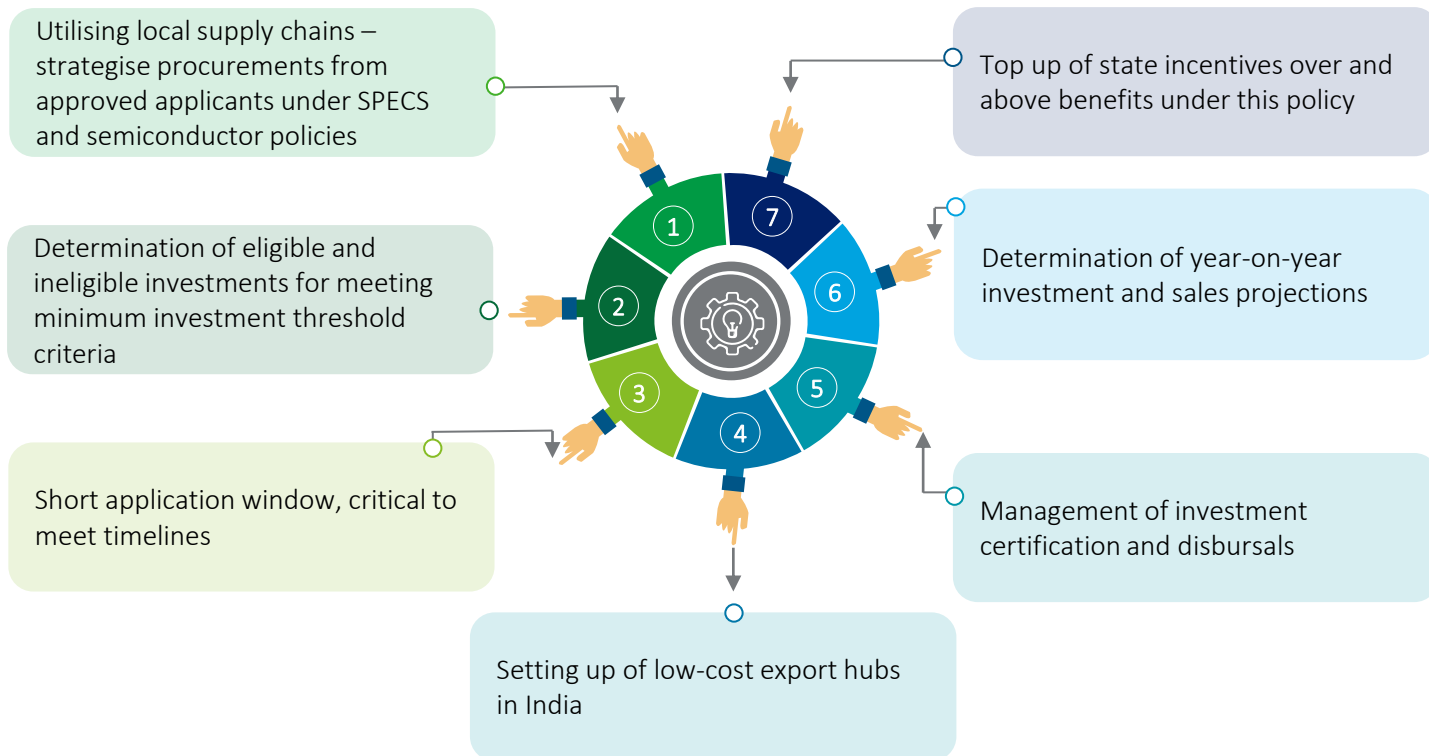 Utilising local supply chains –
strategise procurements from
approved applicants under SPECS
and semiconductor policies
Determination of eligible and
ineligible investments for meeting
minimum investment threshold
criteria
Short application window, critical to
meet timelines
Setting up of low-cost export hubs
in India
Management of investment
certification and disbursals
Determination of year-on-year
investment and sales projections
Top up of state incentives over and
above benefits under this policy
1
2
3
4
5
6
7